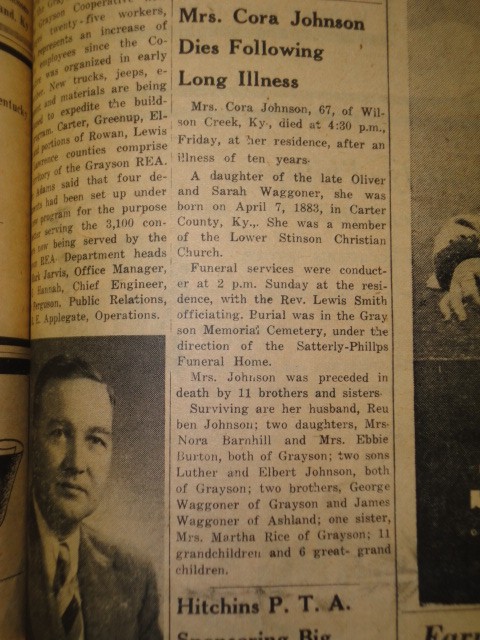 Grayson Cooperative
twenty-five workers,
represents an increase of
employees since the Co-
was organized in early
New trucks, jeeps, e-
and materials are being
to expedite the build-
Carter, Greenup, El-
portions of Rowan, Lewis
counties comprise
of the Grayson REA.
Adams said that four de-
had been set up under
program for the purpose
serving the 3,100 con-
now being served by the
REA Department heads
Jarvis, Office Manager,
Hannah, Chief Engineer,
Ferguson, Public Relations,
E. Applegate, Operations.
Mrs. Cora Johnson
Dies Following
Long Illness
Mrs. Cora Johnson, 67, of Wil-
son Creek, Ky., died at 4:30 p.m.,
Friday, at her residence, after an
illness of ten years.
A daughter of the late Oliver
and Sarah Waggoner, she was
born on April 7, 1883, in Carter
County, Ky.,. She was a member
of the Lower Stinson Christian
Church.
Funeral services were conduct-
er at 2 p.m. Sunday at the resi-
dence, with the Rev. Lewis Smith
officiating. Burial was in the Gray
son Memorial Cemetery, under the
direction of the Satterly-Phillps
Funeral Home.
Mrs. Johnson was preceded in
death by 11 brothers and sisters.
Surviving are her husband, Reu
ben Johnson; two daughters, Mrs.
Nora Barnhill and Mrs. Ebbie
Burton, both of Grayson; two sons
Luther and Elbert Johnson, both
of Grayson; two brothers, George
Waggoner of Grayson and James
Waggoner of Ashland; one sister,
Mrs. Martha Rice of Grayson; 11
grandchildren and 6 great- grand
children.
Hitchins P. T. A.
Sponsoring Big